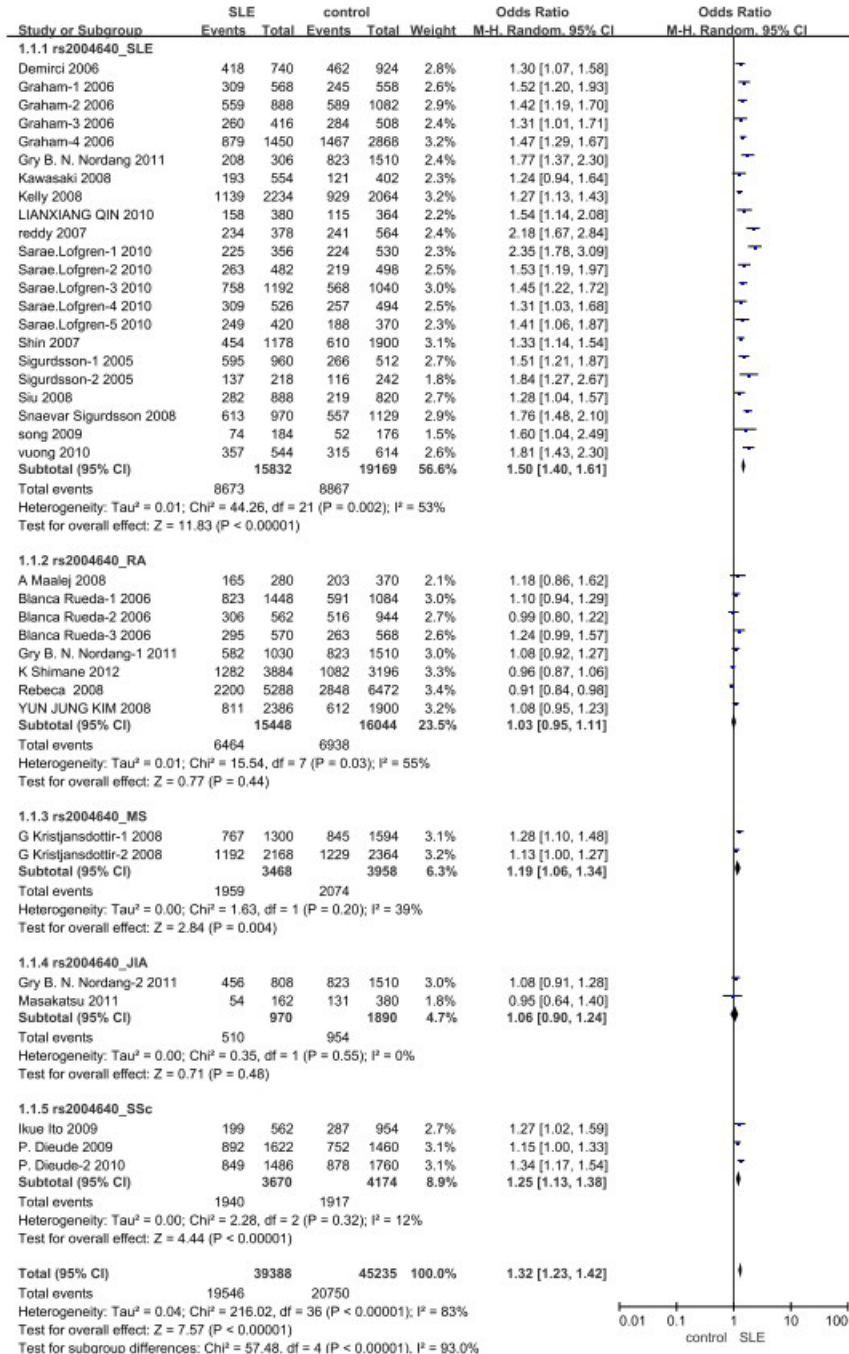 SLE control Odds Ratio Odds Ratio
Study or Subgroup Events Total Events Total Weight M-H. Random. 95% CI M-H. Random. 95% CI
1.1.1 rs2004640_SLE
Demirci 2006 418 740 462 924 2.8% 1.30 [1.07, 1.58]
Graham-1 2006 309 568 245 558 2.5% 1.52 [1.20, 1.93]
Graham-2 2006 559 888 589 1082 2.9% 1.42 [1.19, 1.70]
Graham-3 2006 260 416 284 508 2.4% 1.31 [1.01, 1.71]
Graham-4 2006 879 1450 1467 2868 3.2% 1.47 [1.29, 1.67]
Gry B. N. Nordang 2011 208 306 823 1510 2.4% 1.77 [1.37, 2.30]
Kawasaki 2008 193 554 121 402 2.3% 1.24 [0.94, 1.64]
Kelly 2008 1139 2234 929 2064 3.2% 1.27 [1.13, 1.43]
LIANXIANG QIN 2010 158 380 115 364 2.2% 1.54 [1.14, 2.08]
reddy 2007 234 378 241 564 2.4% 2.18 [1.67, 2.84]
Sarae.Lofgren-1 2010 225 356 224 530 2.3% 2.35 [1.78, 3.09]
Sarae.Lofgren-2 2010 263 482 219 498 2.5% 1.53 [1.19, 1.97]
Sarae.Lofgren-3 2010 758 1192 568 1040 3.0% 1.45 [1.22, 1.72]
Sarae.Lofgren-4 2010 309 526 257 494 2.5% 1.31 [1.03, 1.68]
Sarae.Lofgren-5 2010 249 420 188 370 2.3% 1.41 [1.06, 1.87]
Shin 2007 454 1178 610 1900 3.1% 1.33 [1.14, 1.54]
Sigurdsson-1 2005 595 960 266 512 2.7% 1.51 [1.21, 1.87]
Sigurdsson-2 2005 137 218 116 242 1.8% 1.84 [1.27, 2.67]
Siu 2008 282 888 219 820 2.7% 1.28 [1.04, 1.57]
Snaevar Sigurdsson 2008 613 970 557 1129 2.9% 1.76 [1.48, 2.10]
song 2009 74 184 52 176 1.5% 1.60 [1.04, 2.49]
vuong 2010 357 544 315 614 2.6% 1.81 [1.43, 2.30]
Subtotal (95% CI) 15832 19169 56.6% 1.50 [1.40, 1.61]
Total events 8673 8867
Heterogeneity: Tau² = 0.01; Chi² = 44.26, df = 21 (P = 0.002); I² = 53%
Test for overall effect: Z = 11.83 (P < 0.00001)
1.1.2 rs2004640_RA
A Maalej 2008 165 280 203 370 2.1% 1.18 [0.86, 1.62]
Blanca Rueda-1 2006 823 1448 591 1084 3.0% 1.10 [0.94, 1.29]
Blanca Rueda-2 2006 306 562 516 944 2.7% 0.99 [0.80, 1.22]
Blanca Rueda-3 2006 295 570 263 568 2.6% 1.24 [0.99, 1.57]
Gry B. N. Nordang-1 2011 582 1030 823 1510 3.0% 1.08 [0.92, 1.27]
K Shimane 2012 1282 3884 1082 3196 3.3% 0.96 [0.87, 1.06]
Rebeca 2008 2200 5288 2848 6472 3.4% 0.91 [0.84, 0.98]
YUN JUNG KIM 2008 811 2386 612 1900 3.2% 1.08 [0.95, 1.23]
Subtotal (95% CI) 15448 16044 23.5% 1.03 [0.95, 1.11]
Total events 6464 6938
Heterogeneity: Tau² = 0.01; Chi² = 15.54, df = 7 (P = 0.03); I² = 55%
Test for overall effect: Z = 0.77 (P = 0.44)
1.1.3 rs2004640_MS
G Kristjansdottir-1 2008 767 1300 845 1594 3.1% 1.28 [1.10, 1.48]
G Kristjansdottir-2 2008 1192 2168 1229 2364 3.2% 1.13 [1.00, 1.27]
Subtotal (95% CI) 3468 3958 6.3% 1.19 [1.06, 1.34]
Total events 1959 2074
Heterogeneity: Tau² = 0.00; Chi² = 1.63, df = 1 (P = 0.20); I² = 39%
Test for overall effect: Z = 2.84 (P = 0.004)
1.1.4 rs2004640_JIA
Gry B. N. Nordang-2 2011 456 808 823 1510 3.0% 1.08 [0.91, 1.28]
Masakatsu 2011 54 162 131 380 1.8% 0.95 [0.64, 1.40]
Subtotal (95% CI) 970 1890 4.7% 1.06 [0.90, 1.24]
Total events 510 954
Heterogeneity: Tau² = 0.00; Chi² = 0.35, df = 1 (P = 0.55); I² = 0%
Test for overall effect: Z = 0.71 (P = 0.48)
1.1.5 rs2004640_SSc
Ikue Ito 2009 199 562 287 954 2.7% 1.27 [1.02, 1.59]
P. Dieude 2009 892 1622 752 1460 3.1% 1.15 [1.00, 1.33]
P. Dieude-2 2010 849 1486 878 1760 3.1% 1.34 [1.17, 1.54]
Subtotal (95% CI) 3670 4174 8.9% 1.25 [1.13, 1.38]
Total events 1940 1917
Heterogeneity: Tau² = 0.00; Chi² = 2.28, df = 2 (P = 0.32); I² = 12%
Test for overall effect: Z = 4.44 (P < 0.00001)
Total (95% CI) 39388 45235 100.0% 1.32 [1.23, 1.42]
Total events 19546 20750
Heterogeneity: Tau² = 0.04; Chi² = 216.02, df = 36 (P < 0.00001); I² = 83%
Test for overall effect: Z = 7.57 (P < 0.00001)
Test for subgroup differences: Chi² = 57.48, df = 4 (P < 0.00001), I² = 93.0%
0.01 0.1 1 10 100
control SLE